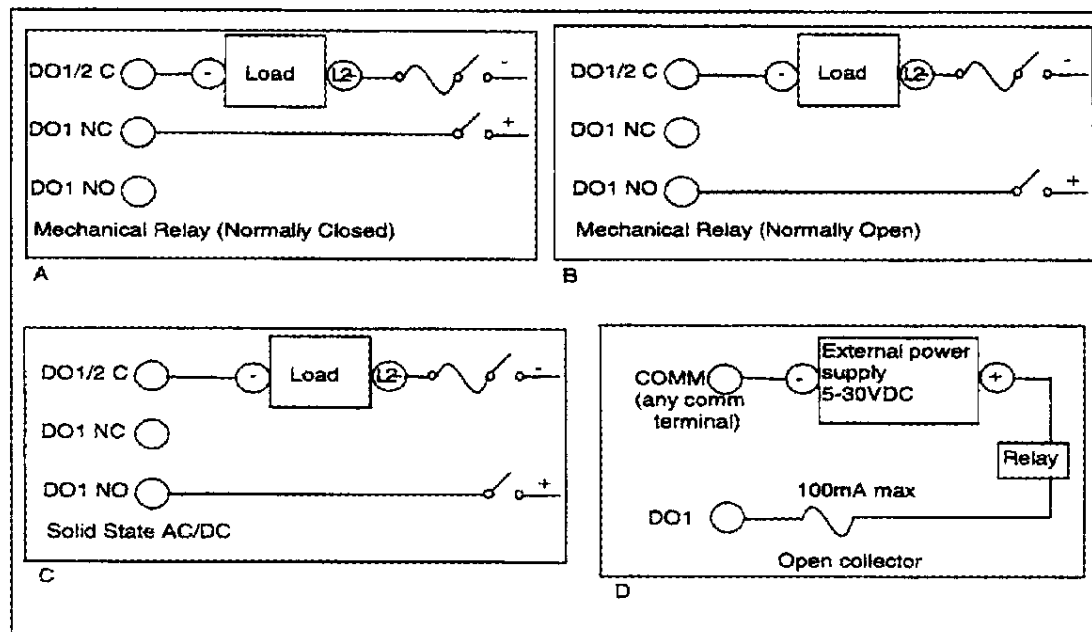 DO1/2 C - Load L2 -
DO1 NC +
DO1 NO
Mechanical Relay (Normally Closed)
A
DO1/2 C - Load L2 -
DO1 NC
DO1 NO +
Mechanical Relay (Normally Open)
B
DO1/2 C - Load L2 -
DO1 NC
DO1 NO +
Solid State AC/DC
C
External power
supply
5-30VDC
COMM - +
(any comm
terminal)
Relay
100mA max
DO1
Open collector
D